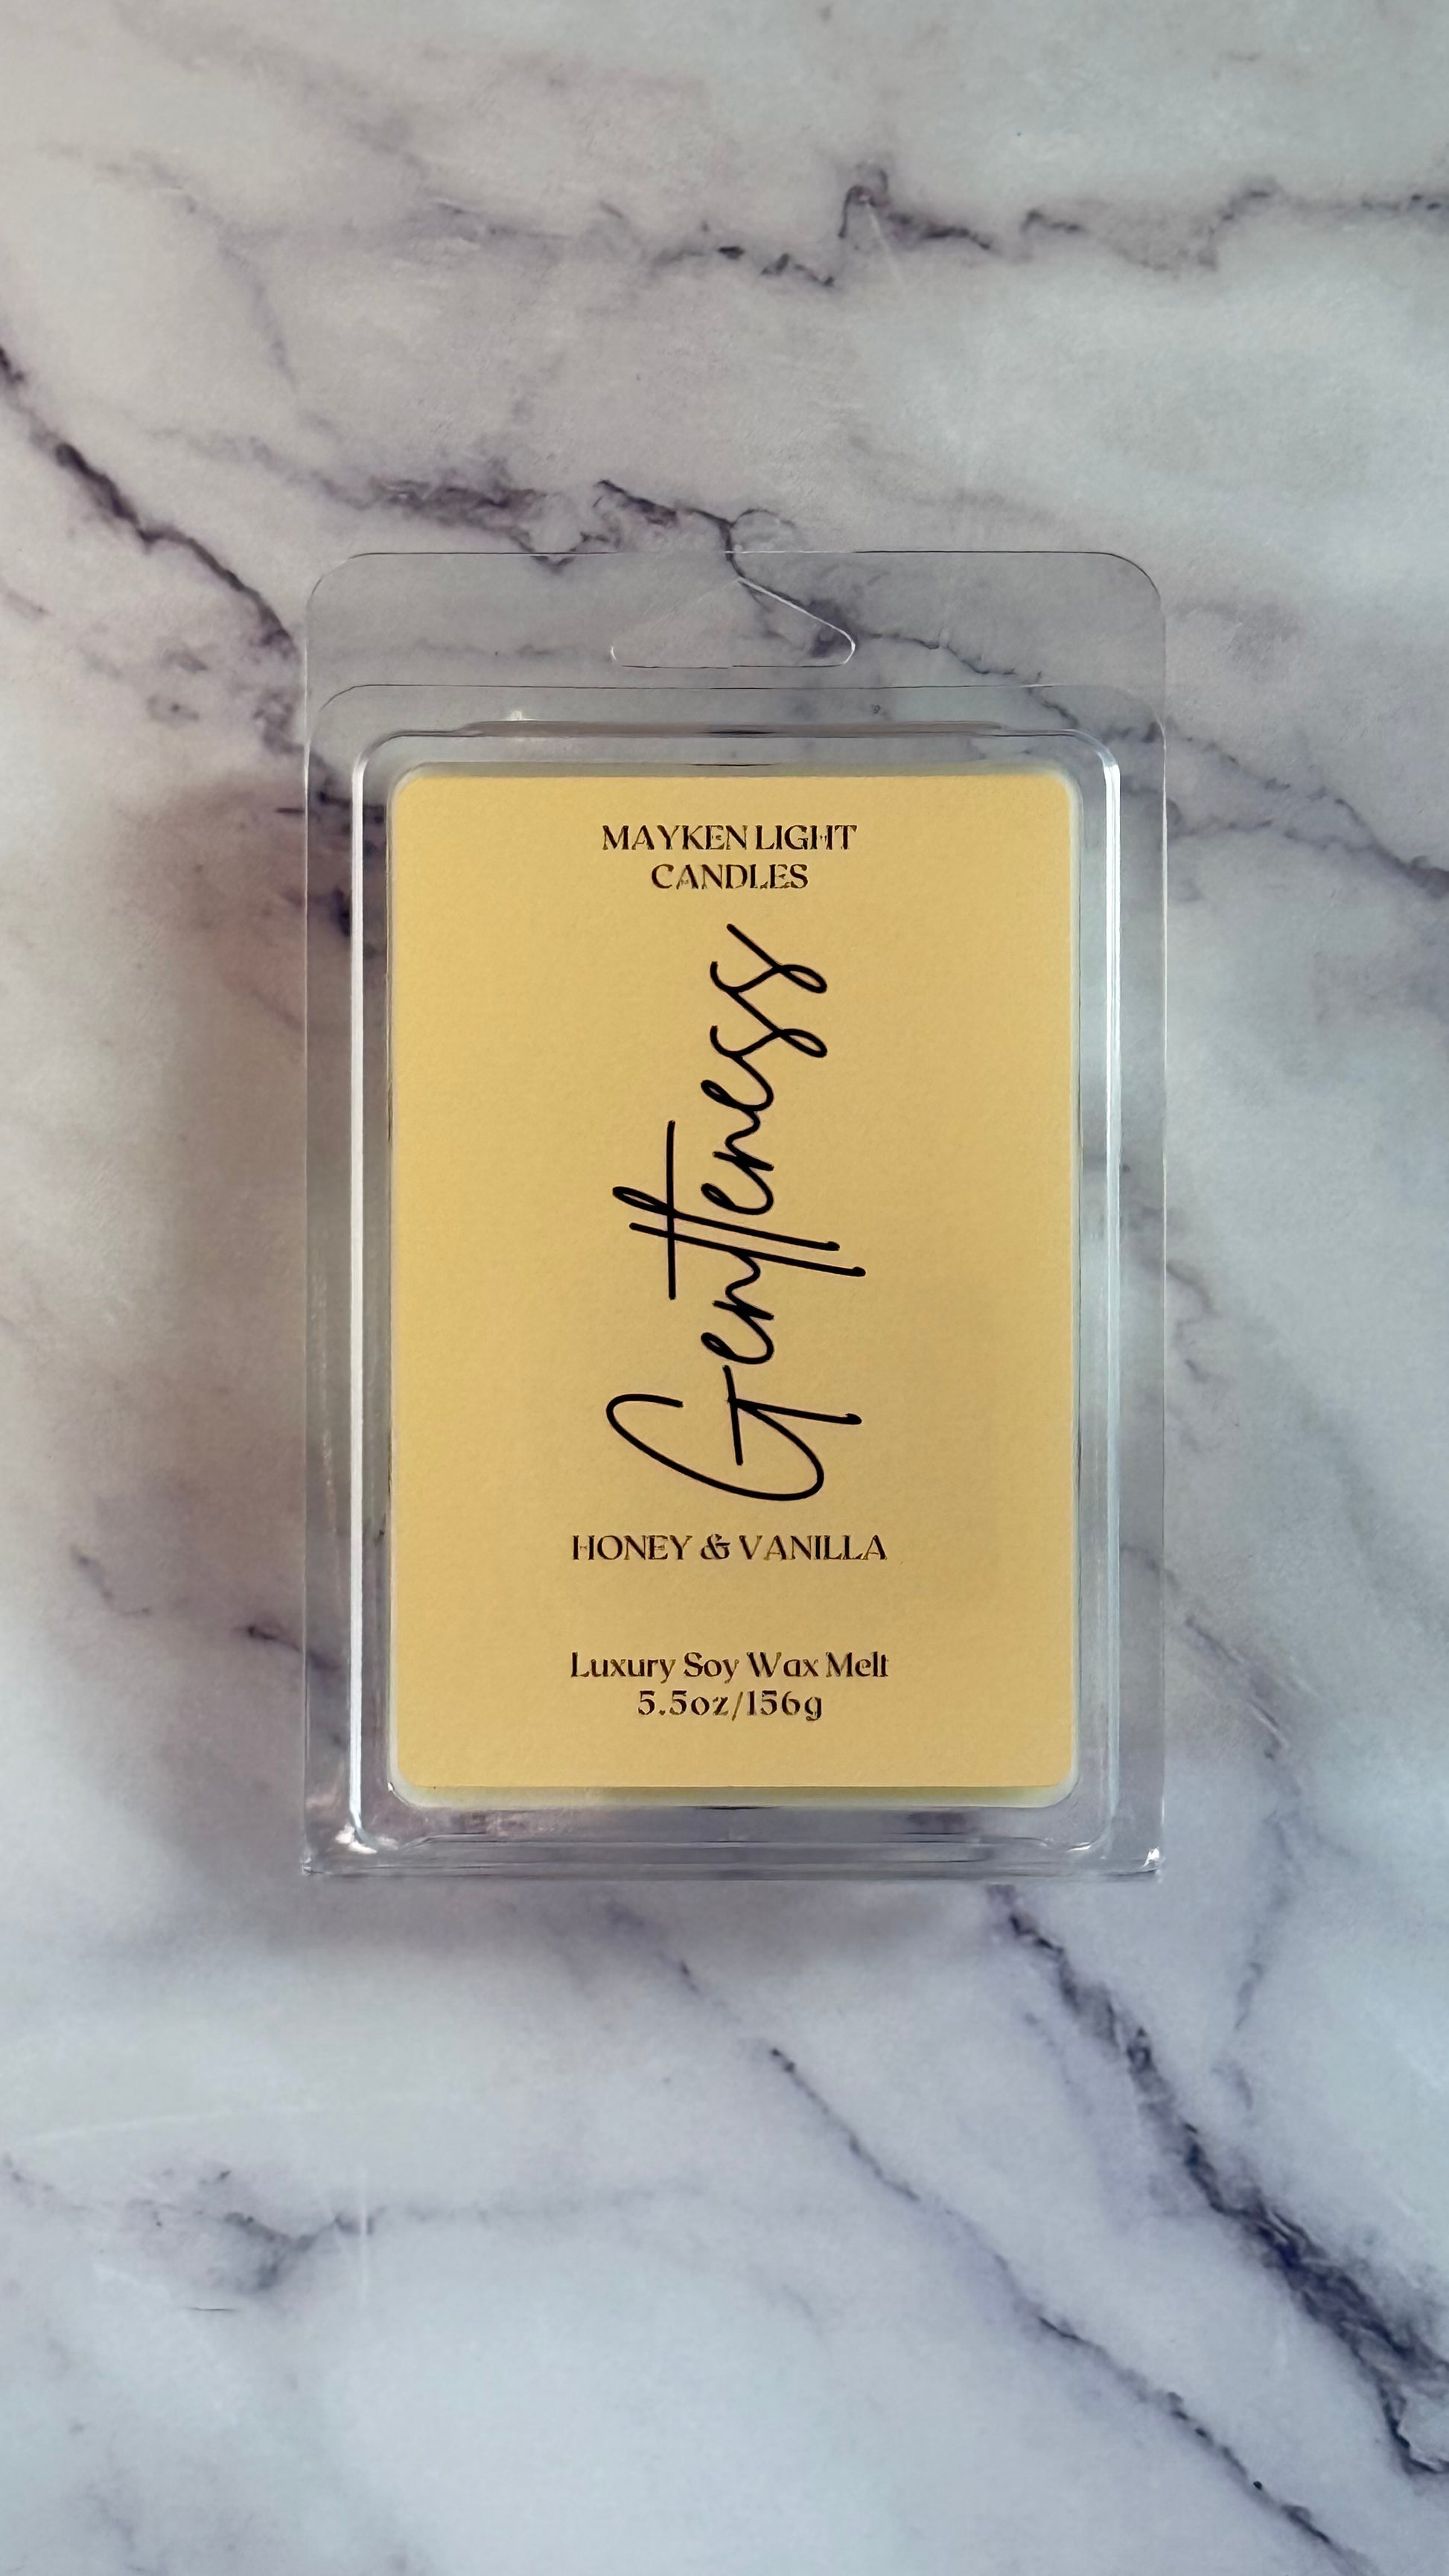 MAYKEN LIGHT
CANDLES
Gentleness
HONEY & VANILLA
Luxury Soy Wax Melt
5.5oz/156g